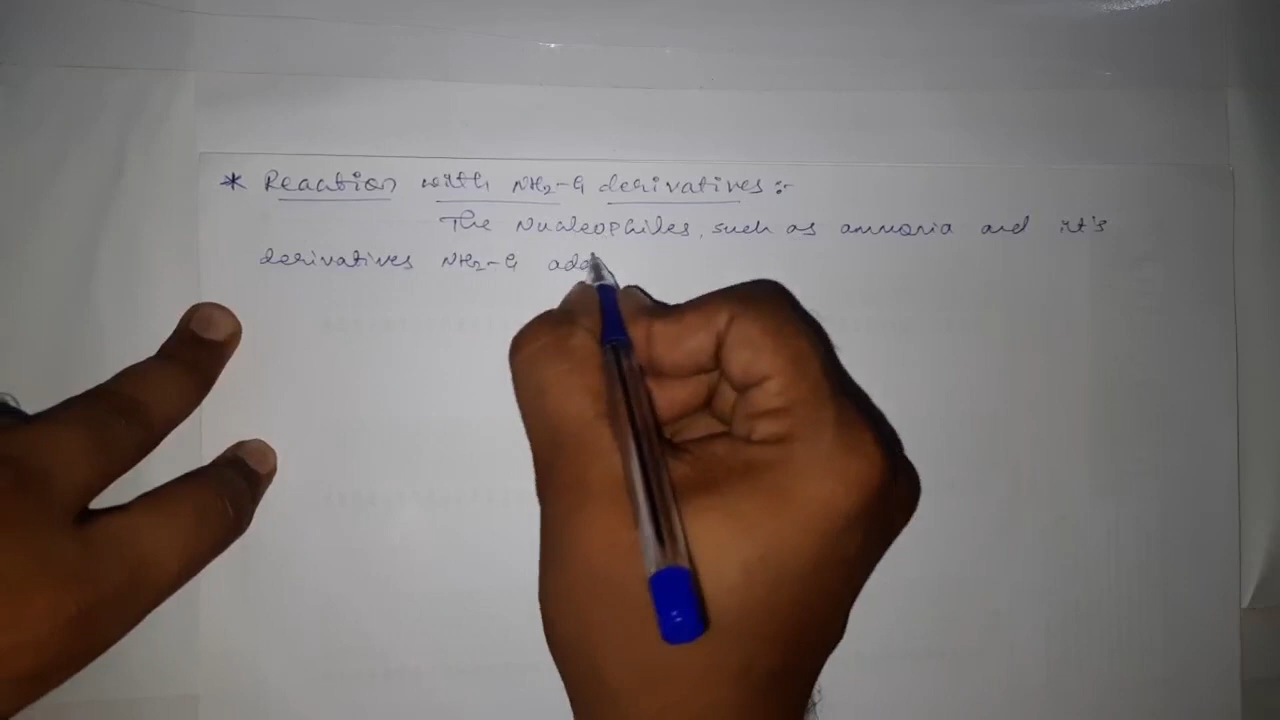 * Reaction with NH₂-G derivatives :-
The Nucleophiles, such as ammonia and it's
derivatives NH₂-G add